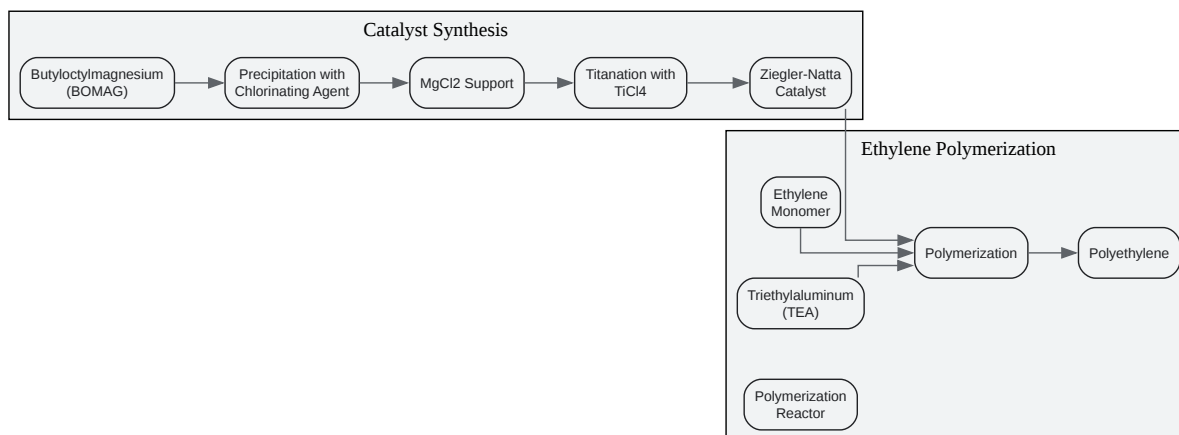 Catalyst Synthesis
Butyloctylmagnesium
(BOMAG)
Precipitation with
Chlorinating Agent
MgCl2 Support
Titanation with
TiCl4
Ziegler-Natta
Catalyst
Ethylene Polymerization
Ethylene
Monomer
Polymerization
Polyethylene
Triethylaluminum
(TEA)
Polymerization
Reactor